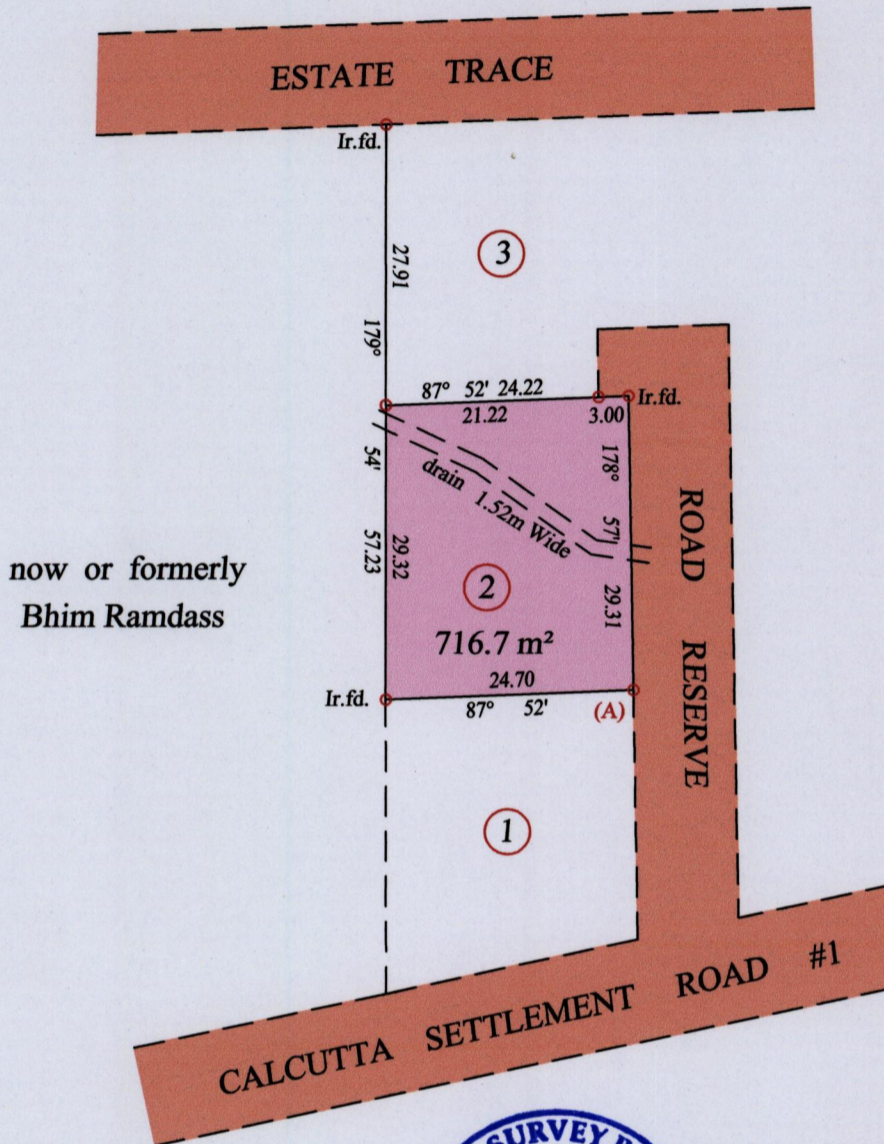 ESTATE TRACE
Ir.fd.
3
27.91
179°
87° 52' 24.22
21.22
3.00
Ir.fd.
178°
57'
29.31
54'
57.23
29.32
drain 1.52m Wide
2
716.7 m²
now or formerly
Bhim Ramdass
ROAD RESERVE
24.70
Ir.fd.
87° 52'
(A)
1
CALCUTTA SETTLEMENT ROAD #1
SURVEY